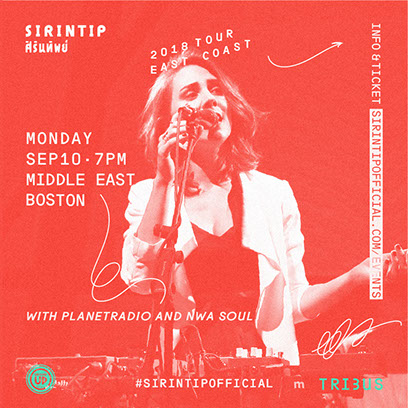 SIRINTIP
ศิรินทิพย์
2018 TOUR
EAST COAST
INFO & TICKET SIRINTIPOFFICIAL.COM/EVENTS
MONDAY
SEP10·7PM
MIDDLE EAST
BOSTON
WITH PLANETRADIO AND NWA SOUL
#SIRINTIPOFFICIAL
m
TRI3US